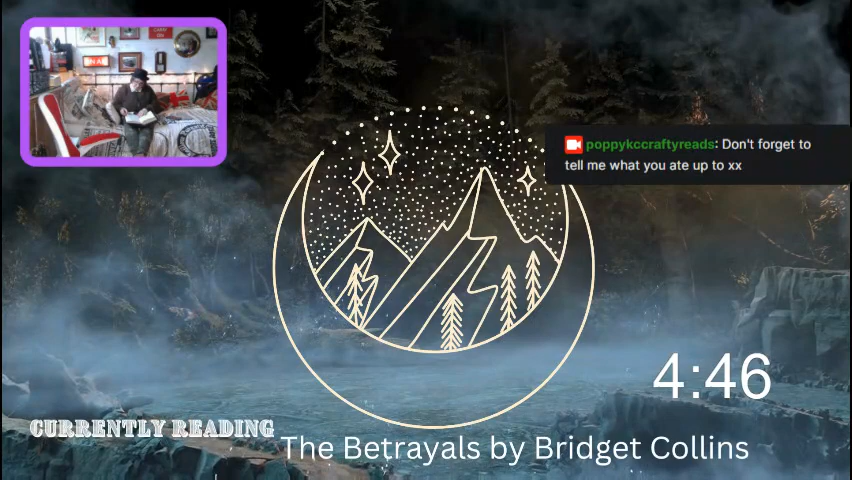 poppykccraftyreads: Don't forget to
tell me what you ate up to xx
4:46
CURRENTLY READING
The Betrayals by Bridget Collins